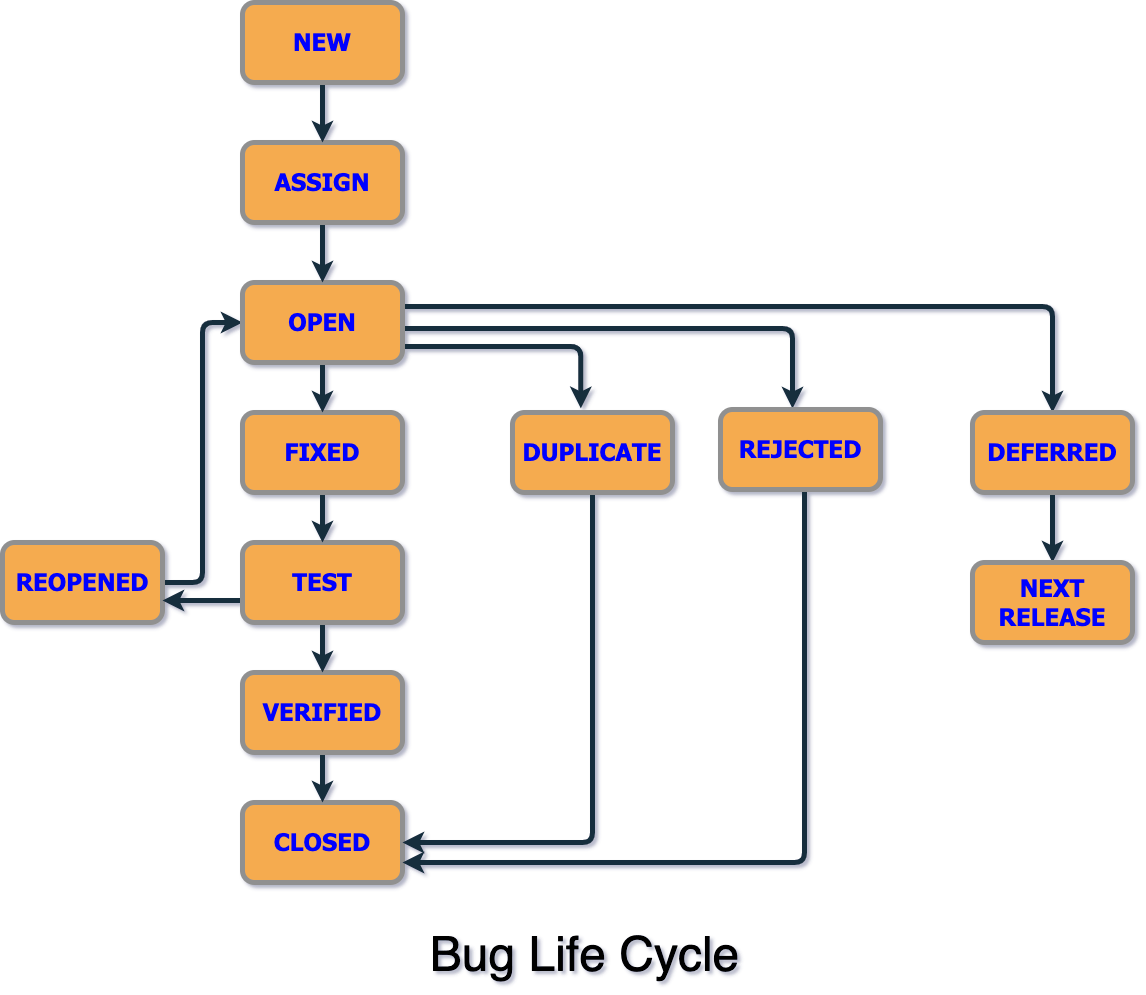 NEW
ASSIGN
OPEN
FIXED
DUPLICATE
REJECTED
DEFERRED
REOPENED
TEST
NEXT
RELEASE
VERIFIED
CLOSED
Bug Life Cycle